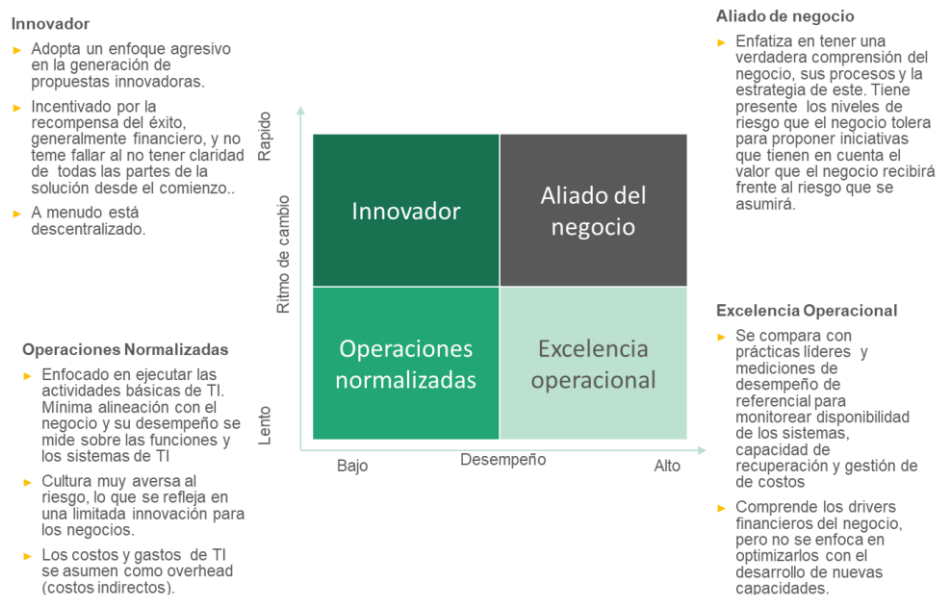 Innovador
► Adopta un enfoque agresivo
en la generación de
propuestas innovadoras.
► Incentivado por la
recompensa del éxito,
generalmente financiero, y no
teme fallar al no tener claridad
de todas las partes de la
solución desde el comienzo..
► A menudo está
descentralizado.
Operaciones Normalizadas
► Enfocado en ejecutar las
actividades básicas de TI.
Mínima alineación con el
negocio y su desempeño se
mide sobre las funciones y
los sistemas de TI
► Cultura muy aversa al
riesgo, lo que se refleja en
una limitada innovación para
los negocios.
► Los costos y gastos de TI
se asumen como overhead
(costos indirectos).
Rapido
Ritmo de cambio
Lento
Innovador
Aliado del
negocio
Operaciones
normalizadas
Excelencia
operacional
Bajo
Desempeño
Alto
Aliado de negocio
► Enfatiza en tener una
verdadera comprensión del
negocio, sus procesos y la
estrategia de este. Tiene
presente los niveles de
riesgo que el negocio tolera
para proponer iniciativas
que tienen en cuenta el
valor que el negocio recibirá
frente al riesgo que se
asumirá.
Excelencia Operacional
► Se compara con
prácticas lideres y
mediciones de
desempeño de
referencial para
monitorear disponibilidad
de los sistemas,
capacidad de
recuperación y gestión de
de costos
► Comprende los drivers
financieros del negocio,
pero no se enfoca en
optimizarlos con el
desarrollo de nuevas
capacidades.